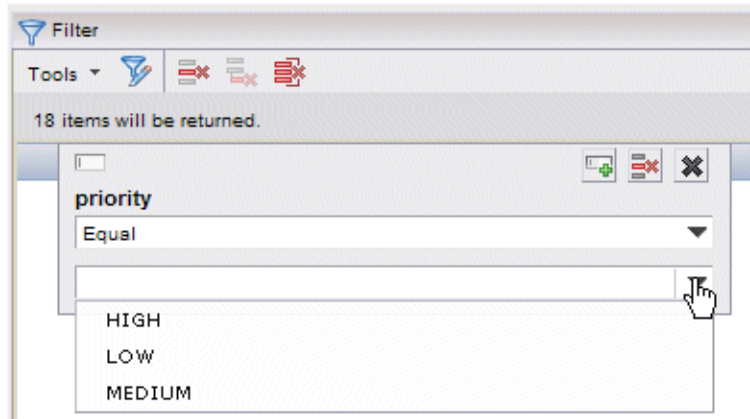 Filter
Tools
18 items will be returned.
priority
Equal
HIGH
LOW
MEDIUM